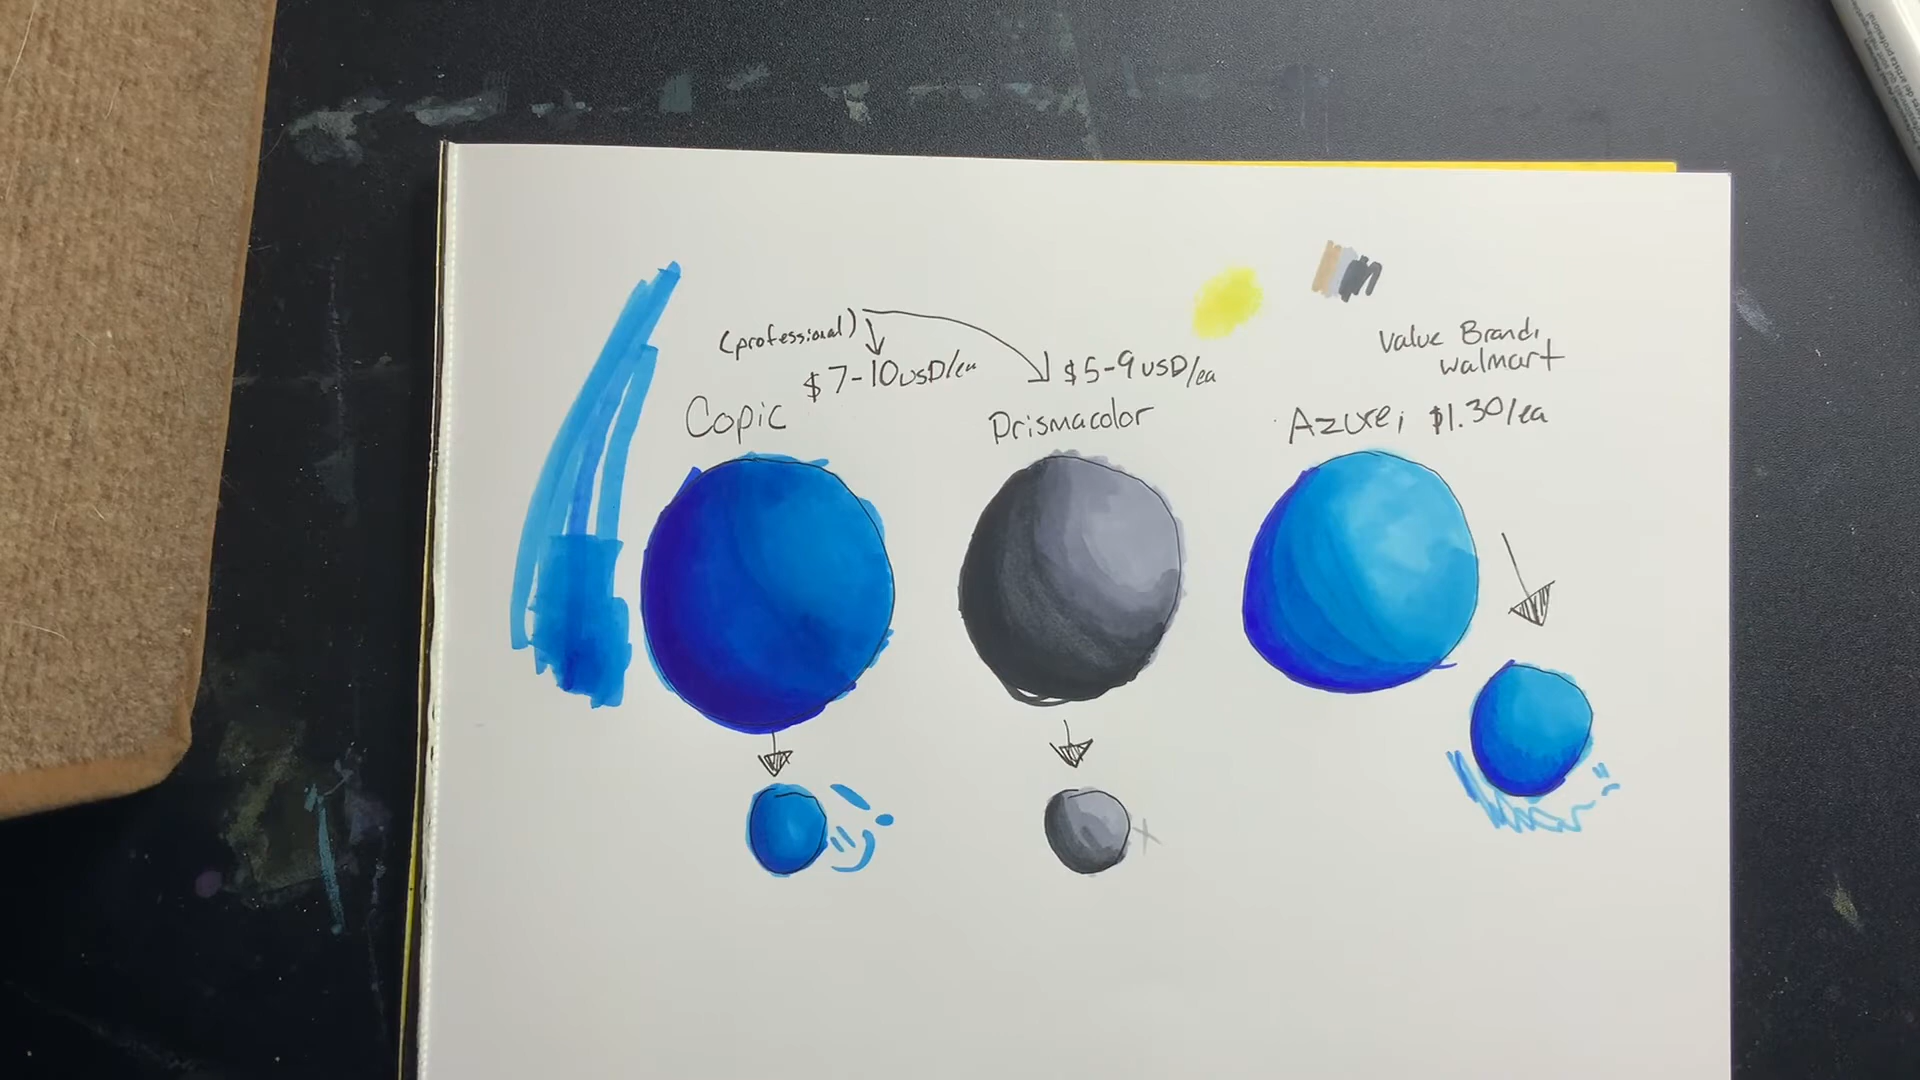 (professional)
$7-10USD/ea
$5-9USD/ea
Value Brand,
Walmart
Copic
Prismacolor
Azure, $1.30/ea